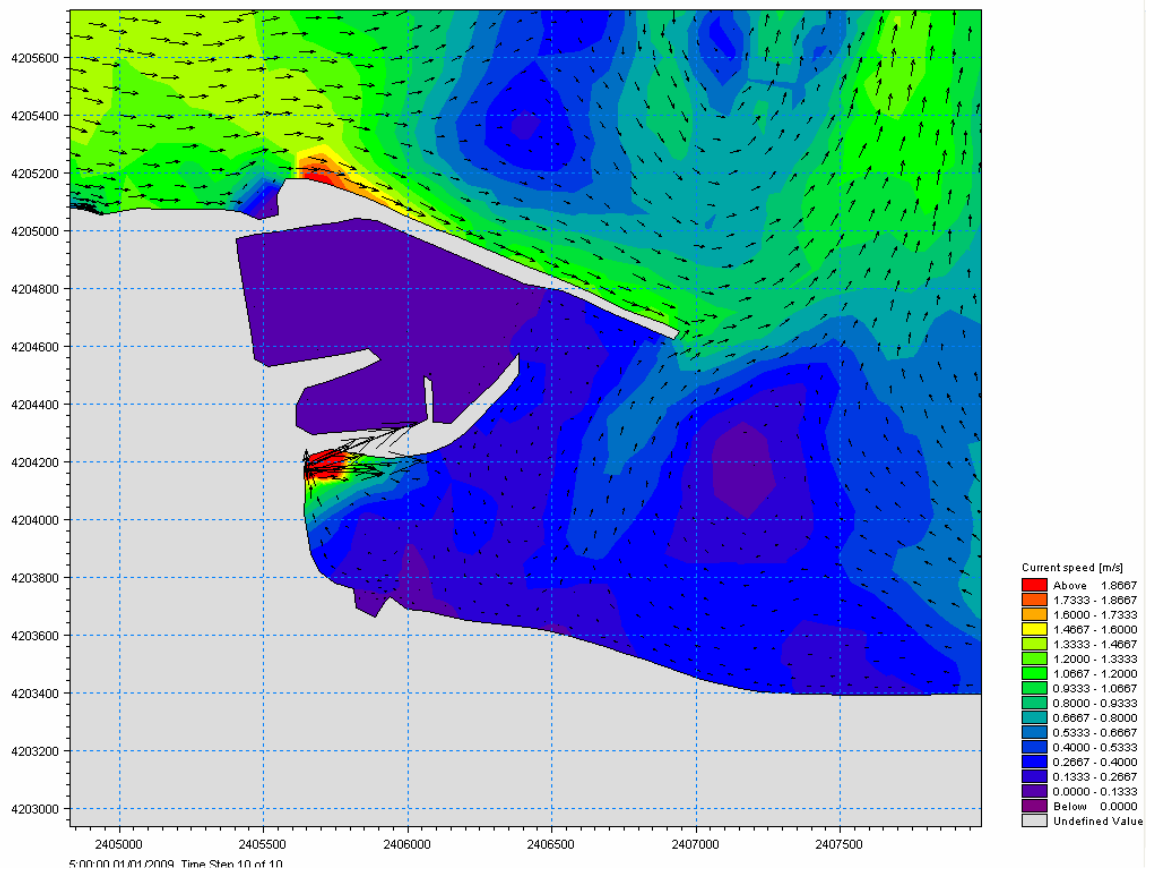 4205600
4205400
4205200
4205000
4204800
4204600
4204400
4204200
4204000
4203800
4203600
4203400
4203200
4203000
2405000 2405500 2406000 2406500 2407000 2407500
5:00:00 01/01/2009 Time Step 10 of 10
Current speed [m/s]
Above 1.8667
1.7333 - 1.8667
1.6000 - 1.7333
1.4667 - 1.6000
1.3333 - 1.4667
1.2000 - 1.3333
1.0667 - 1.2000
0.9333 - 1.0667
0.8000 - 0.9333
0.6667 - 0.8000
0.5333 - 0.6667
0.4000 - 0.5333
0.2667 - 0.4000
0.1333 - 0.2667
0.0000 - 0.1333
Below 0.0000
Undefined Value